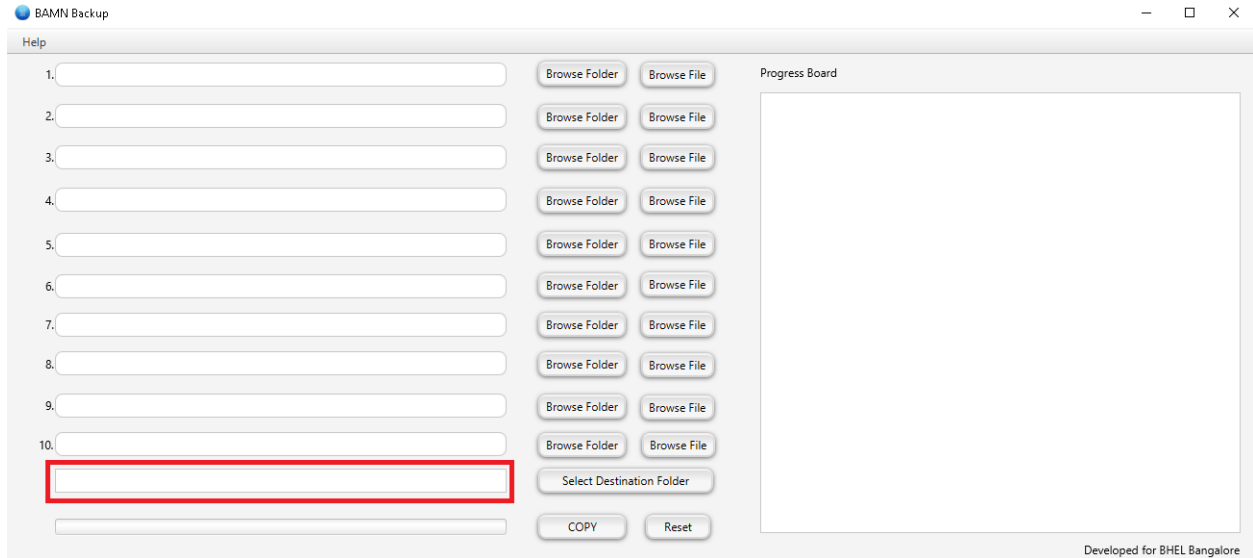 BAMN Backup
Help
1. Browse Folder Browse File Progress Board
2. Browse Folder Browse File
3. Browse Folder Browse File
4. Browse Folder Browse File
5. Browse Folder Browse File
6. Browse Folder Browse File
7. Browse Folder Browse File
8. Browse Folder Browse File
9. Browse Folder Browse File
10. Browse Folder Browse File
Select Destination Folder
COPY Reset
Developed for BHEL Bangalore